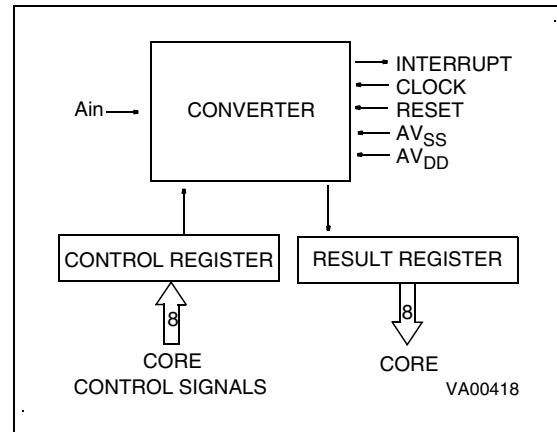 INTERRUPT
CLOCK
Ain
CONVERTER
RESET
AVSS
AVDD
CONTROL REGISTER
RESULT REGISTER
8
8
CORE
CONTROL SIGNALS
CORE
VA00418